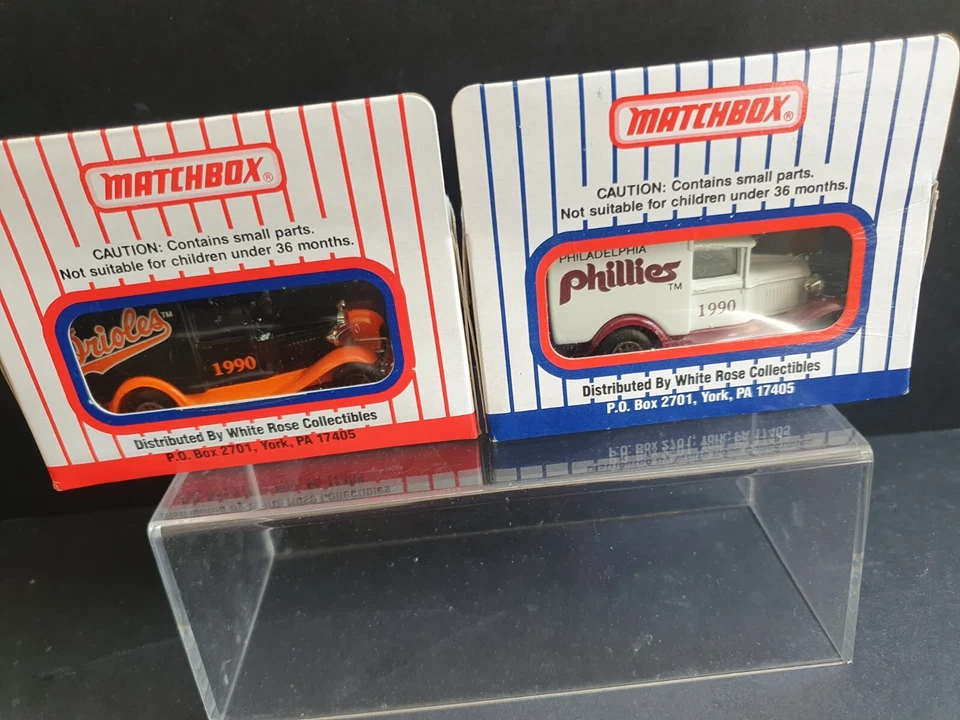 MATCHBOX®
CAUTION: Contains small parts.
Not suitable for children under 36 months.
Orioles™
1990
Distributed By White Rose Collectibles
P.O. Box 2701, York, PA 17405
MATCHBOX®
CAUTION: Contains small parts.
Not suitable for children under 36 months.
PHILADELPHIA
Phillies
TM
1990
Distributed By White Rose Collectibles
P.O. Box 2701, York, PA 17405